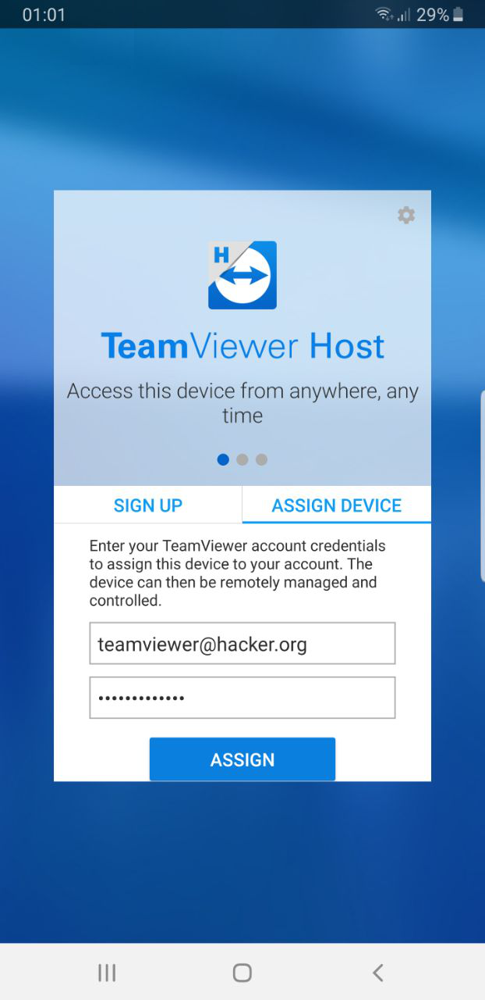 01:01 29%
H
TeamViewer Host
Access this device from anywhere, any
time
SIGN UP ASSIGN DEVICE
Enter your TeamViewer account credentials
to assign this device to your account. The
device can then be remotely managed and
controlled.
teamviewer@hacker.org
•••••••••••••
ASSIGN